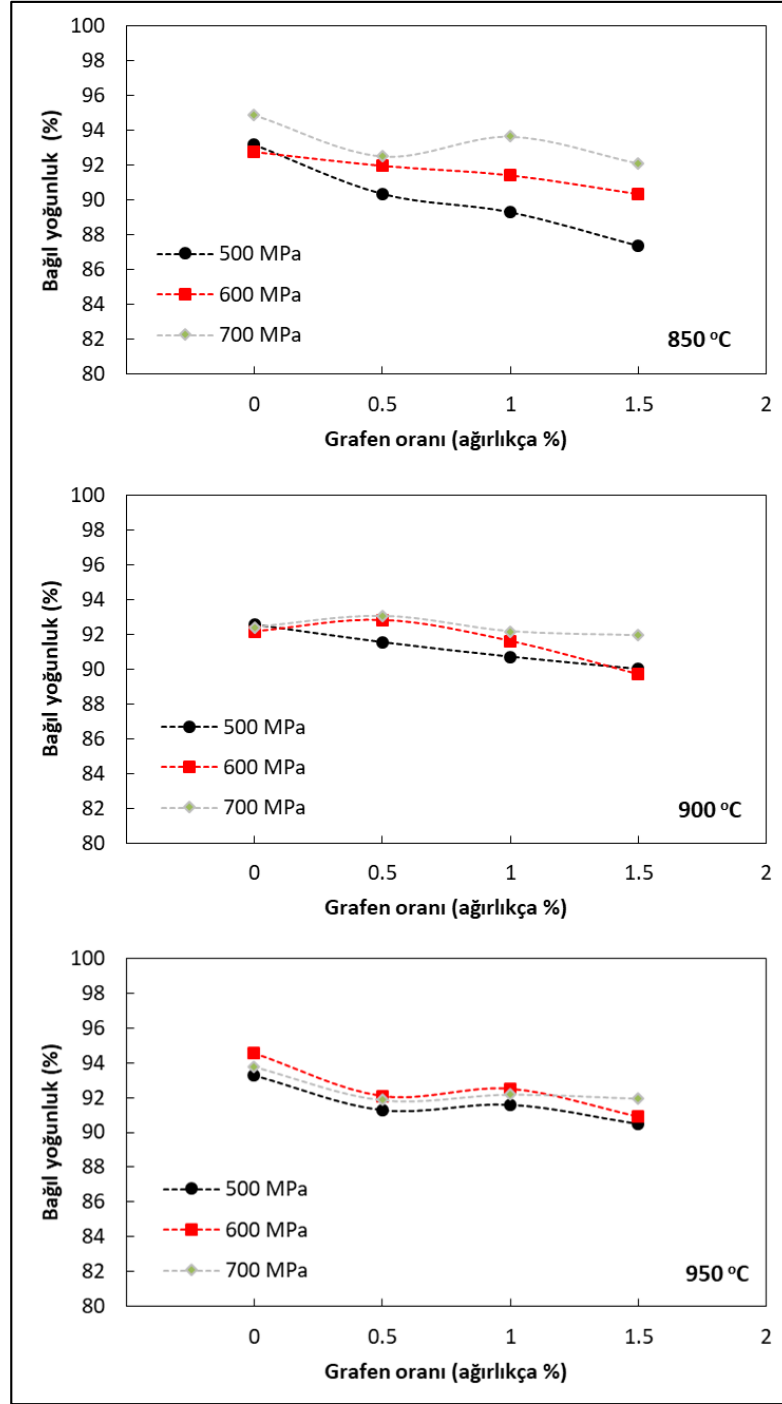 100
98
96
94
92
90
88
86
84
82
80
Bağıl yoğunluk (%)
500 MPa
600 MPa
700 MPa
850 ᵒC
0 0.5 1 1.5 2
Grafen oranı (ağırlıkça %)
100
98
96
94
92
90
88
86
84
82
80
Bağıl yoğunluk (%)
500 MPa
600 MPa
700 MPa
900 ᵒC
0 0.5 1 1.5 2
Grafen oranı (ağırlıkça %)
100
98
96
94
92
90
88
86
84
82
80
Bağıl yoğunluk (%)
500 MPa
600 MPa
700 MPa
950 ᵒC
0 0.5 1 1.5 2
Grafen oranı (ağırlıkça %)